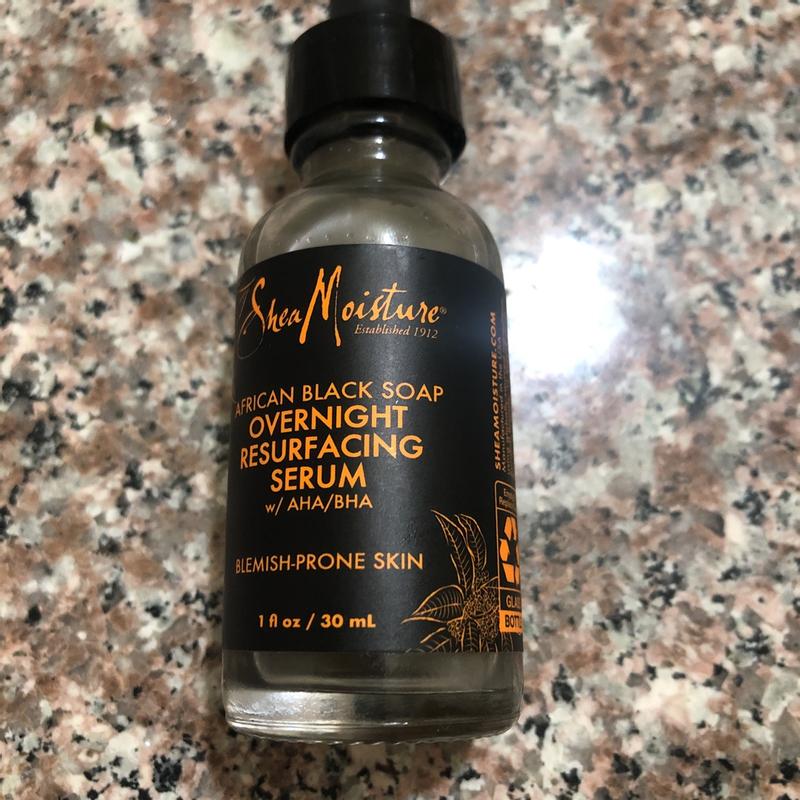 SheaMoisture®
Established 1912
AFRICAN BLACK SOAP
OVERNIGHT
RESURFACING
SERUM
w/ AHA/BHA
BLEMISH-PRONE SKIN
1 fl oz / 30 mL
SHEAMOISTURE.COM